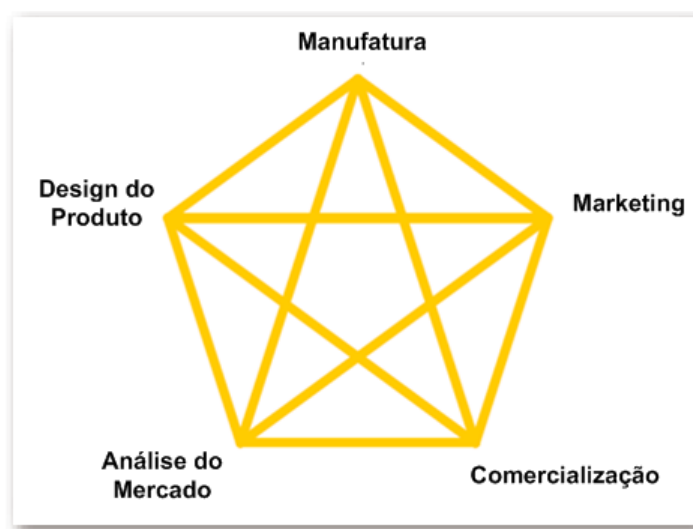 Manufatura
Design do
Produto
Marketing
Análise do
Mercado
Comercialização